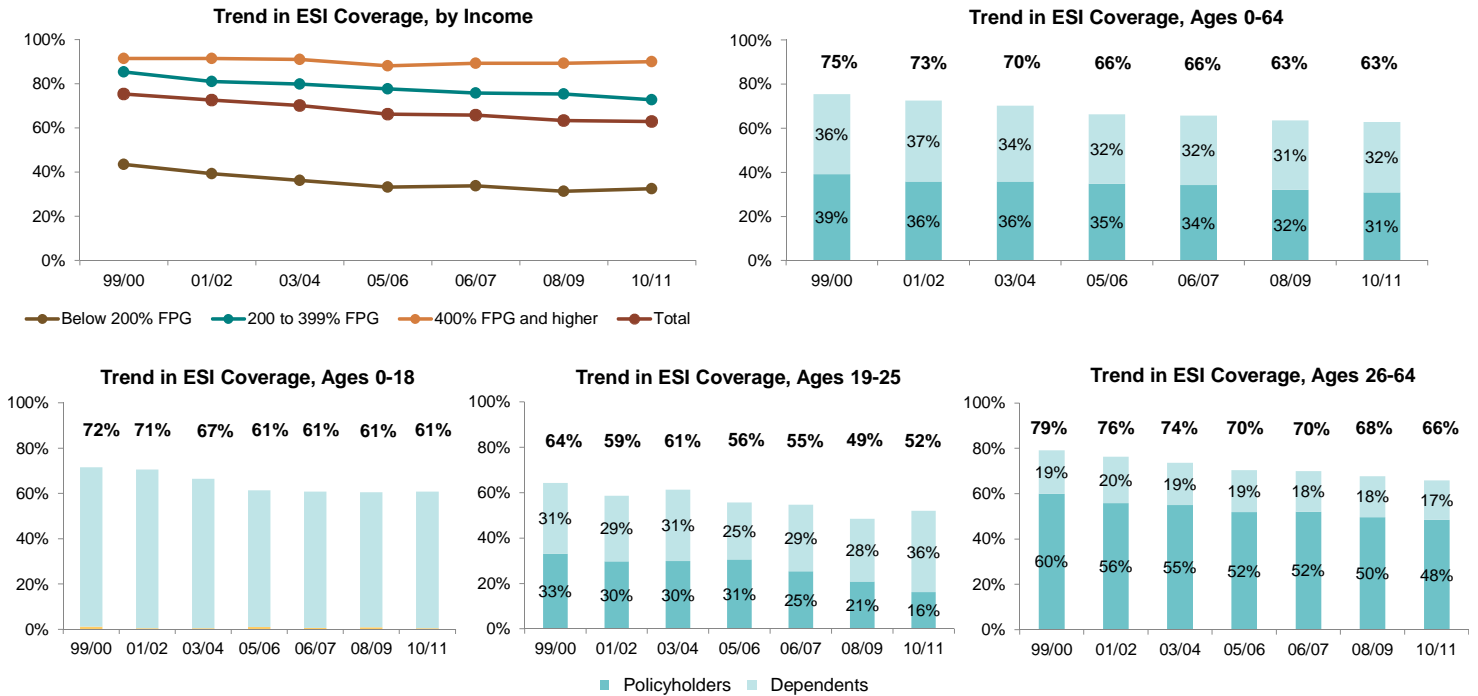 Trend in ESI Coverage, by Income
100%
80%
60%
40%
20%
0%
99/00 01/02 03/04 05/06 06/07 08/09 10/11
Below 200% FPG 200 to 399% FPG 400% FPG and higher Total
Trend in ESI Coverage, Ages 0-64
100%
80%
60%
40%
20%
0%
75% 73% 70% 66% 66% 63% 63%
36% 37% 34% 32% 32% 31% 32%
39% 36% 36% 35% 34% 32% 31%
99/00 01/02 03/04 05/06 06/07 08/09 10/11
Trend in ESI Coverage, Ages 0-18
100%
80%
60%
40%
20%
0%
72% 71% 67% 61% 61% 61% 61%
99/00 01/02 03/04 05/06 06/07 08/09 10/11
Trend in ESI Coverage, Ages 19-25
100%
80%
60%
40%
20%
0%
64% 59% 61% 56% 55% 49% 52%
31% 29% 31% 25% 29% 28% 36%
33% 30% 30% 31% 25% 21% 16%
99/00 01/02 03/04 05/06 06/07 08/09 10/11
Trend in ESI Coverage, Ages 26-64
100%
80%
60%
40%
20%
0%
79% 76% 74% 70% 70% 68% 66%
19% 20% 19% 19% 18% 18% 17%
60% 56% 55% 52% 52% 50% 48%
99/00 01/02 03/04 05/06 06/07 08/09 10/11
Policyholders Dependents